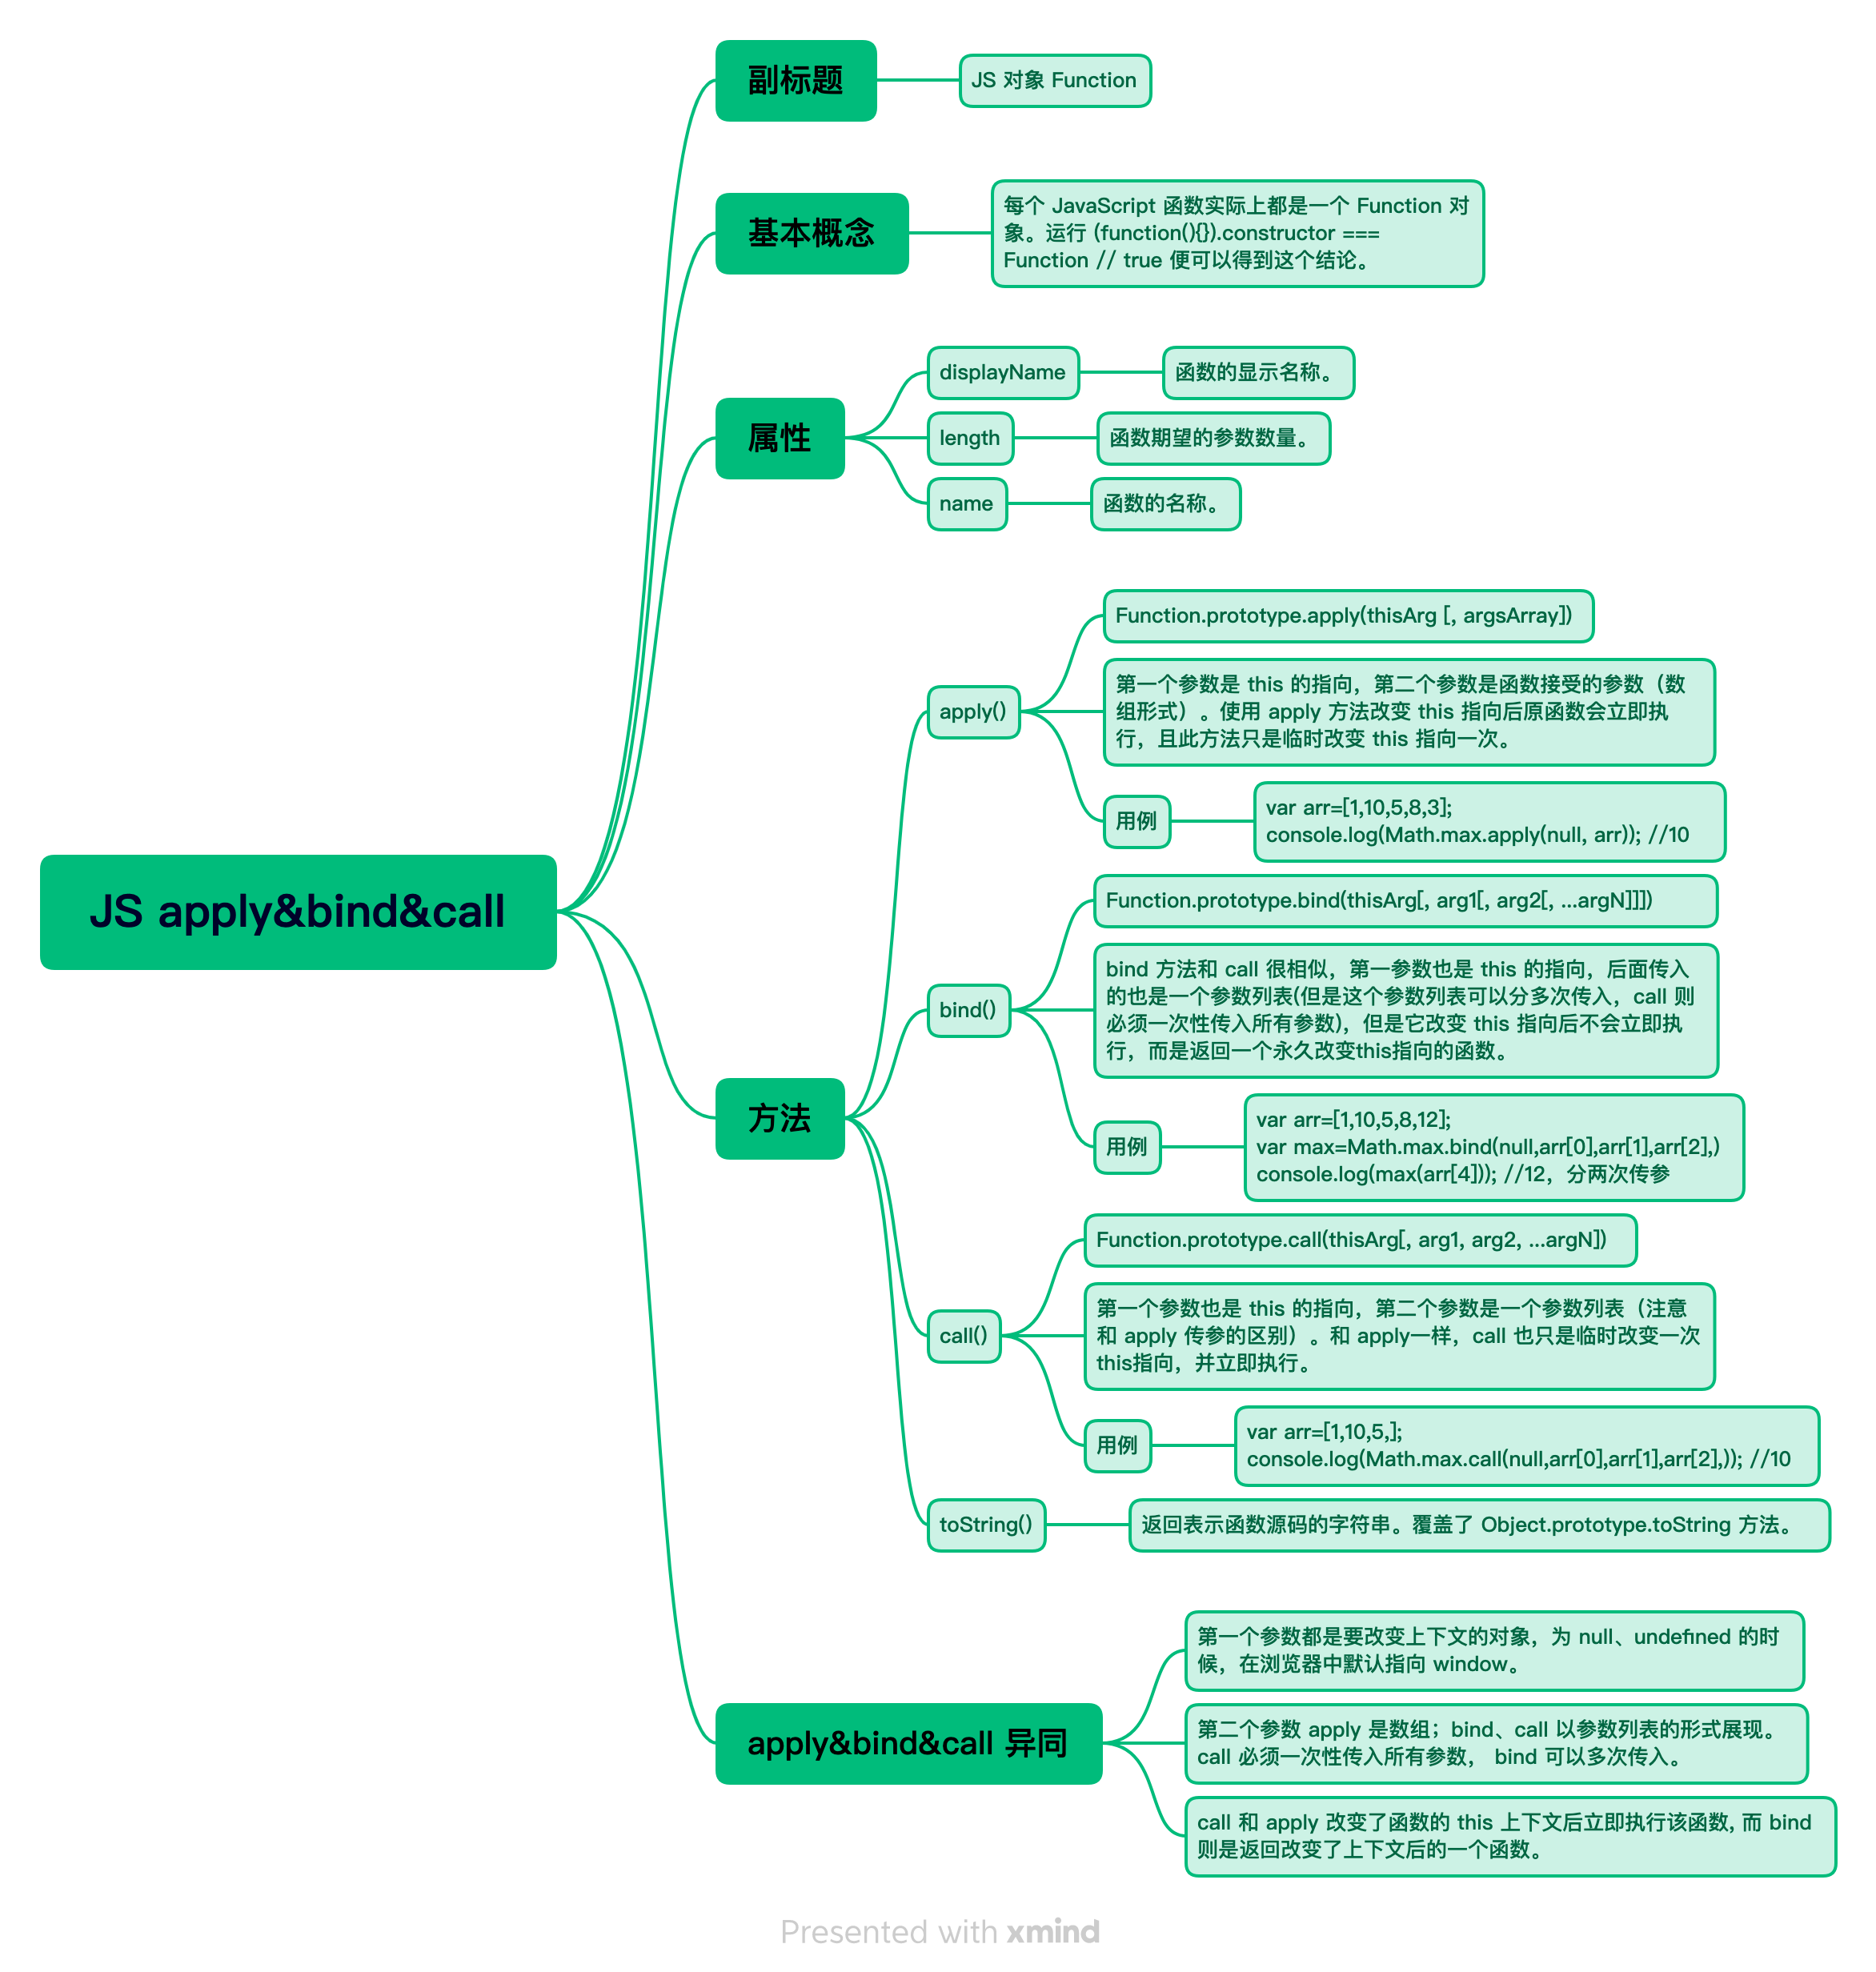 副标题
JS 对象 Function
基本概念
每个 JavaScript 函数实际上都是一个 Function 对
象。运行 (function(){}).constructor ===
Function // true 便可以得到这个结论。
属性
displayName
函数的显示名称。
length
函数期望的参数数量。
name
函数的名称。
JS apply&bind&call
方法
apply()
Function.prototype.apply(thisArg [, argsArray])
第一个参数是 this 的指向，第二个参数是函数接受的参数（数
组形式）。使用 apply 方法改变 this 指向后原函数会立即执
行，且此方法只是临时改变 this 指向一次。
用例
var arr=[1,10,5,8,3];
console.log(Math.max.apply(null, arr)); //10
bind()
Function.prototype.bind(thisArg[, arg1[, arg2[, ...argN]]])
bind 方法和 call 很相似，第一参数也是 this 的指向，后面传入
的也是一个参数列表(但是这个参数列表可以分多次传入，call 则
必须一次性传入所有参数)，但是它改变 this 指向后不会立即执
行，而是返回一个永久改变this指向的函数。
用例
var arr=[1,10,5,8,12];
var max=Math.max.bind(null,arr[0],arr[1],arr[2],)
console.log(max(arr[4])); //12，分两次传参
call()
Function.prototype.call(thisArg[, arg1, arg2, ...argN])
第一个参数也是 this 的指向，第二个参数是一个参数列表（注意
和 apply 传参的区别）。和 apply一样，call 也只是临时改变一次
this指向，并立即执行。
用例
var arr=[1,10,5,];
console.log(Math.max.call(null,arr[0],arr[1],arr[2],)); //10
toString()
返回表示函数源码的字符串。覆盖了 Object.prototype.toString 方法。
apply&bind&call 异同
第一个参数都是要改变上下文的对象，为 null、undefined 的时
候，在浏览器中默认指向 window。
第二个参数 apply 是数组；bind、call 以参数列表的形式展现。
call 必须一次性传入所有参数， bind 可以多次传入。
call 和 apply 改变了函数的 this 上下文后立即执行该函数, 而 bind
则是返回改变了上下文后的一个函数。
Presented with xmind